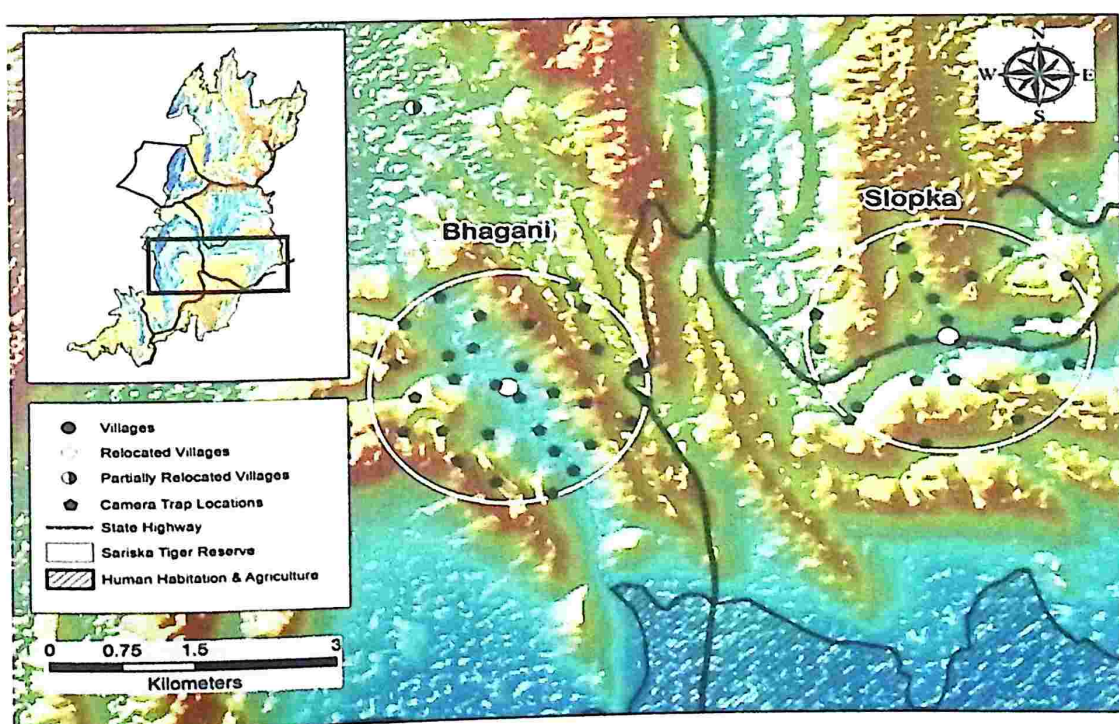 N
W E
S
Bhagani
Slopka
Villages
Relocated Villages
Partially Relocated Villages
Camera Trap Locations
State Highway
Sariska Tiger Reserve
Human Habitation & Agriculture
0 0.75 1.5 3
Kilometers